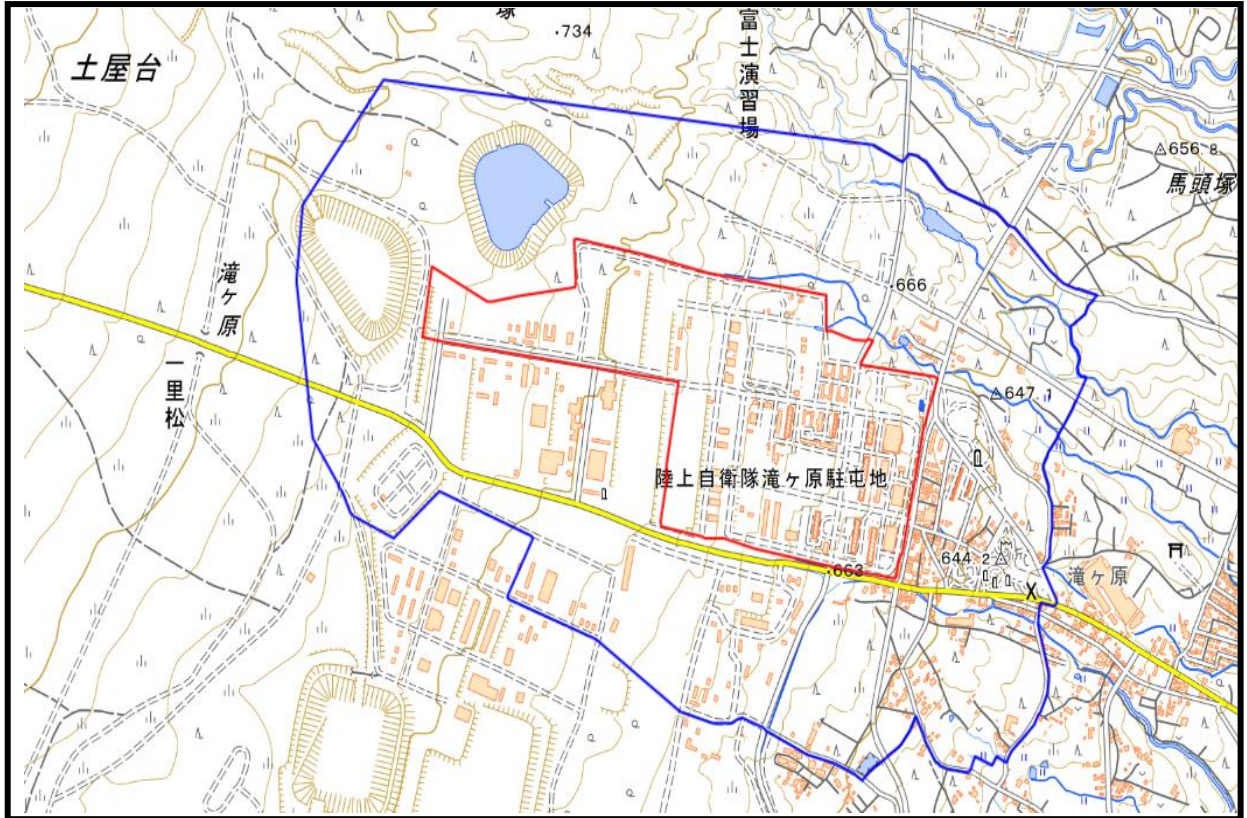 塚
・734
土屋台
富士演習場
656.8
馬頭塚
滝ヶ原
・666
一里松
647.1
陸上自衛隊滝ヶ原駐屯地
644.2
・663
滝ヶ原